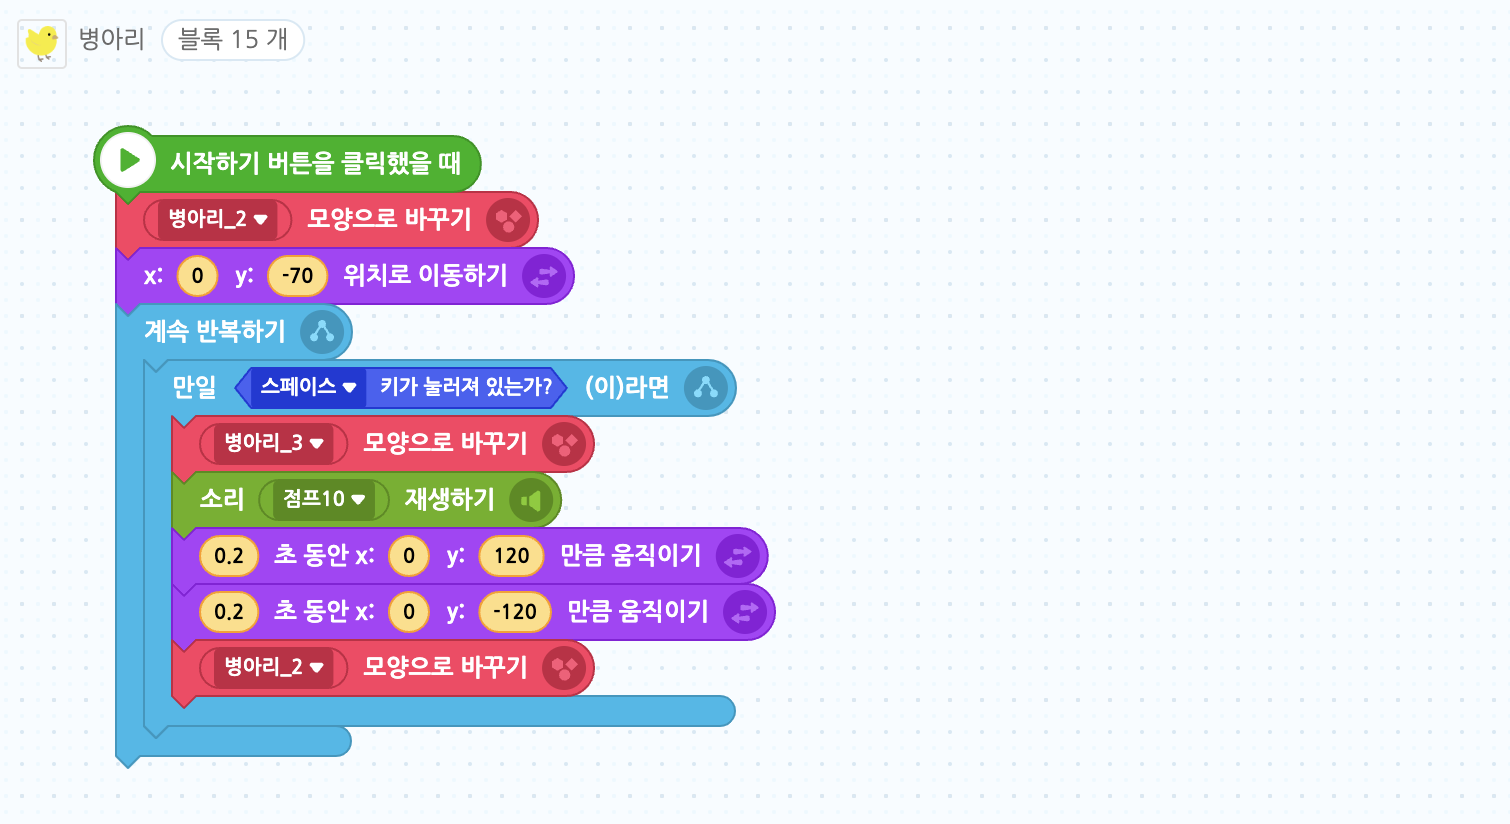 병아리 블록 15 개
시작하기 버튼을 클릭했을 때
병아리_2 모양으로 바꾸기
x: 0 y: -70 위치로 이동하기
계속 반복하기
만일 스페이스 키가 눌러져 있는가? (이)라면
병아리_3 모양으로 바꾸기
소리 점프10 재생하기
0.2 초 동안 x: 0 y: 120 만큼 움직이기
0.2 초 동안 x: 0 y: -120 만큼 움직이기
병아리_2 모양으로 바꾸기